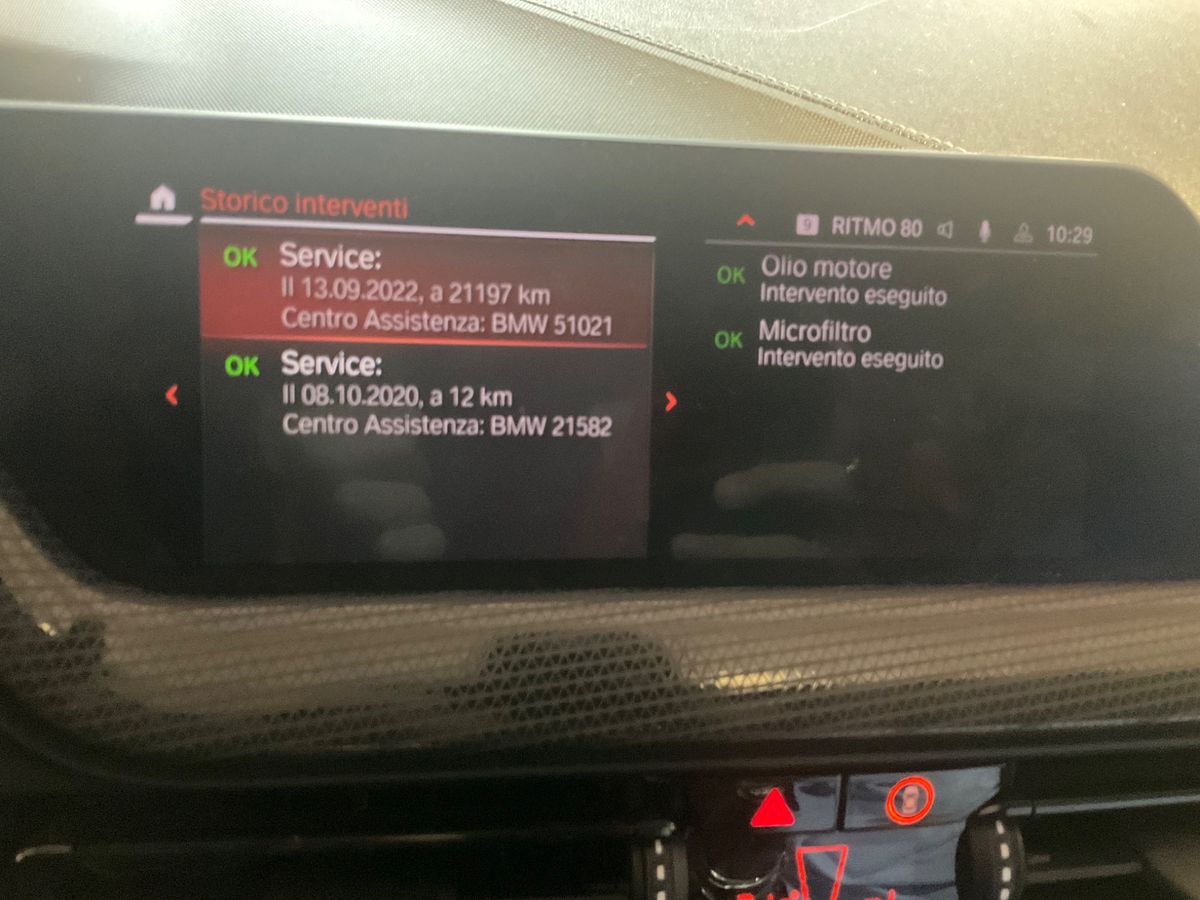 Storico interventi
9 RITMO 80 10:29
OK Service:
Il 13.09.2022, a 21197 km
Centro Assistenza: BMW 51021
OK Service:
Il 08.10.2020, a 12 km
Centro Assistenza: BMW 21582
OK Olio motore
Intervento eseguito
OK Microfiltro
Intervento eseguito